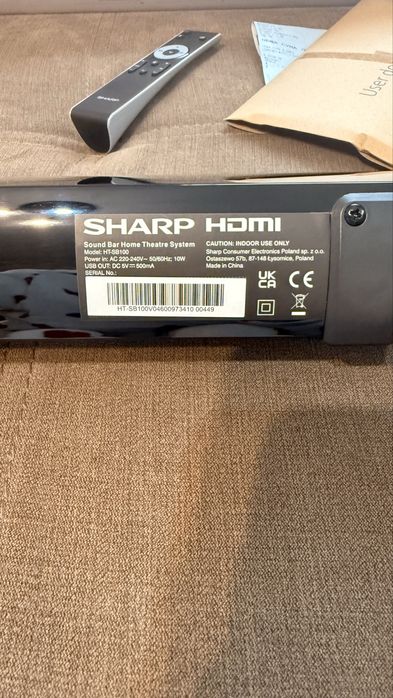 SHARP
User do
SHARP HDMI
Sound Bar Home Theatre System
Model: HT-SB100
Power in: AC 220-240V~ 50/60Hz; 10W
USB OUT: DC 5V⎓500mA
SERIAL No.:
HT-SB100V04600973410 00449
CAUTION: INDOOR USE ONLY
Sharp Consumer Electronics Poland sp. z o.o.
Ostaszewo 57b, 87-148 Łysomice, Poland
Made in China
UK
CA
CE